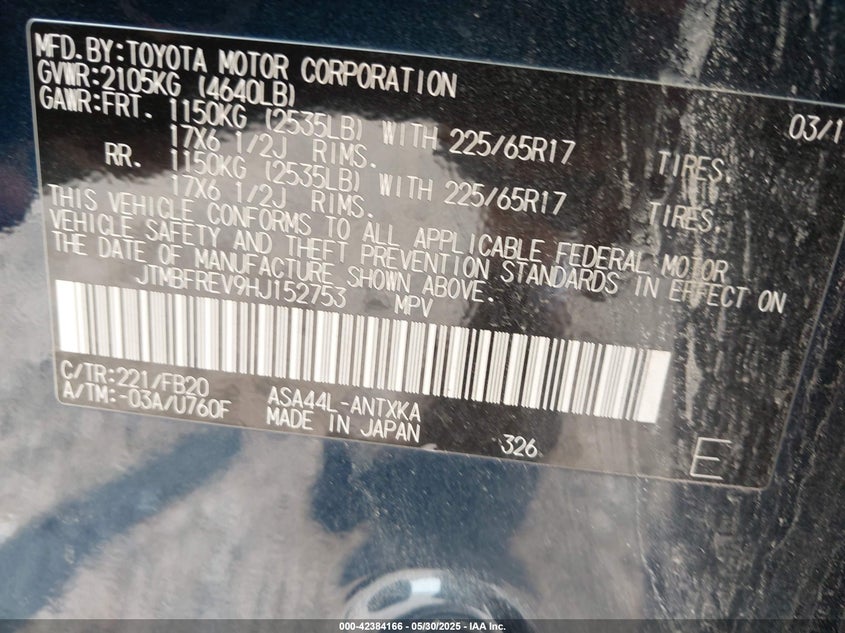 MFD.BY:TOYOTA MOTOR CORPORATION 03/1
GVWR:2105KG (4640LB)
GAWR:FRT. 1150KG (2535LB) WITH 225/65R17 TIRES,
17X6 1/2J RIMS.
RR. 1150KG (2535LB) WITH 225/65R17 TIRES,
17X6 1/2J RIMS.
THIS VEHICLE CONFORMS TO ALL APPLICABLE FEDERAL MOTOR
VEHICLE SAFETY AND THEFT PREVENTION STANDARDS IN EFFECT ON
THE DATE OF MANUFACTURE SHOWN ABOVE.
JTMBFREV9HJ152753 MPV
C/TR:221/FB20 ASA44L-ANTXKA
A/TM:-03A/U760F MADE IN JAPAN 326 E
000-42384166 - 05/30/2025 - IAA Inc.